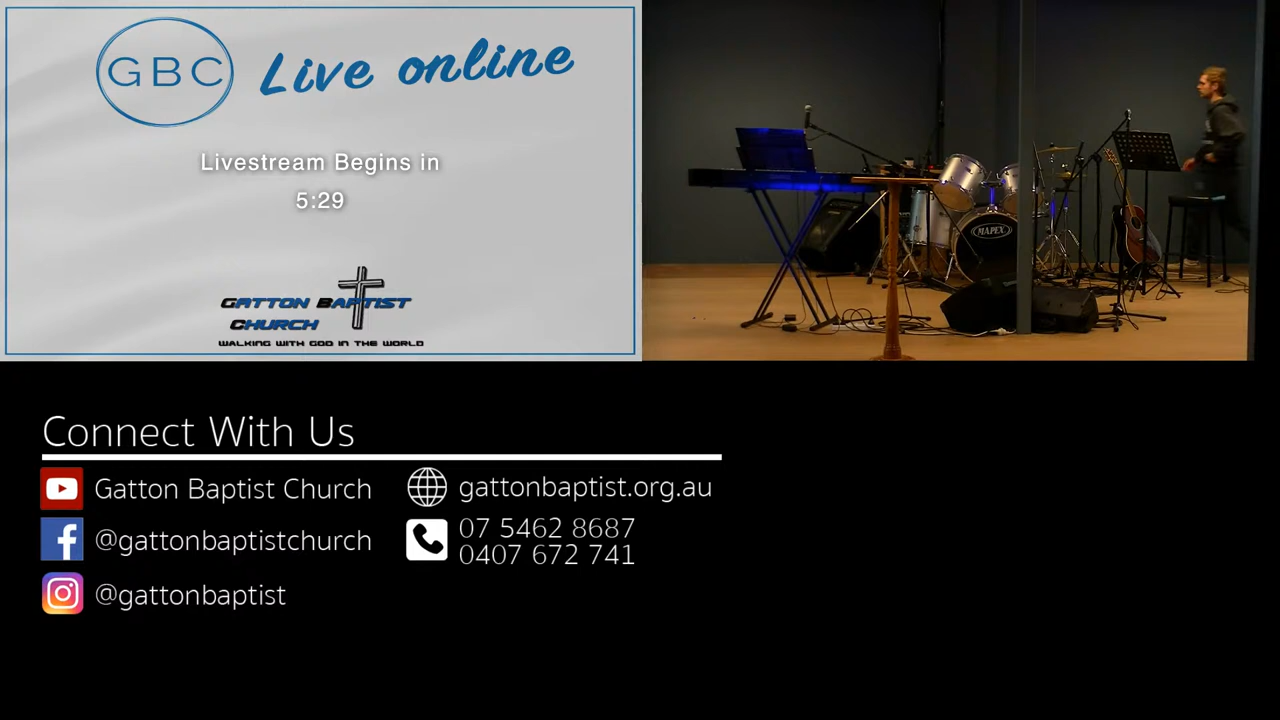 GBC Live online
Livestream Begins in
5:29
GATTON BAPTIST
CHURCH
WALKING WITH GOD IN THE WORLD
MAPEX
Connect With Us
Gatton Baptist Church
@gattonbaptistchurch
@gattonbaptist
gattonbaptist.org.au
07 5462 8687
0407 672 741